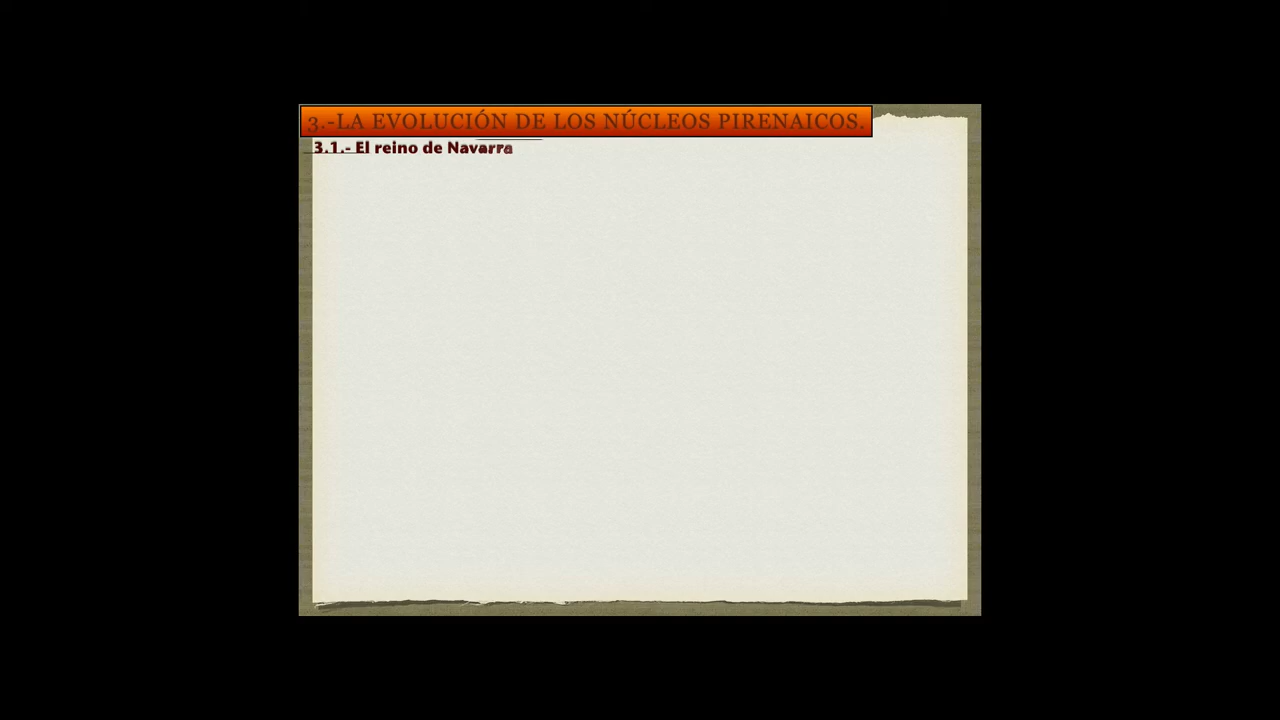 3.-LA EVOLUCIÓN DE LOS NÚCLEOS PIRENAICOS.
3.1.- El reino de Navarra